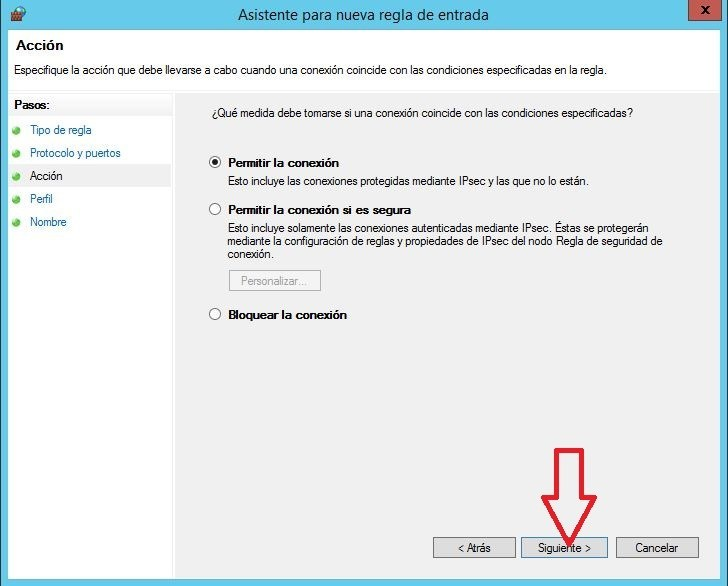 Asistente para nueva regla de entrada
x
Acción
Especifique la acción que debe llevarse a cabo cuando una conexión coincide con las condiciones especificadas en la regla.
Pasos:
Tipo de regla
Protocolo y puertos
Acción
Perfil
Nombre
¿Qué medida debe tomarse si una conexión coincide con las condiciones especificadas?
Permitir la conexión
Esto incluye las conexiones protegidas mediante IPsec y las que no lo están.
Permitir la conexión si es segura
Esto incluye solamente las conexiones autenticadas mediante IPsec. Éstas se protegerán
mediante la configuración de reglas y propiedades de IPsec del nodo Regla de seguridad de
conexión.
Personalizar...
Bloquear la conexión
< Atrás
Siguiente >
Cancelar